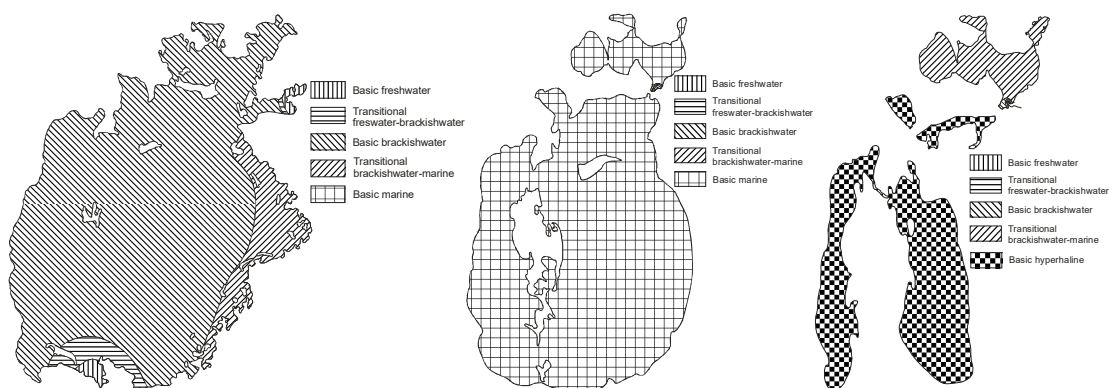 Basic freshwater
Transitional
freswater-brackishwater
Basic brackishwater
Transitional
brackishwater-marine
Basic marine
Basic freshwater
Transitional
freswater-brackishwater
Basic brackishwater
Transitional
brackishwater-marine
Basic marine
Basic freshwater
Transitional
freswater-brackishwater
Basic brackishwater
Transitional
brackishwater-marine
Basic hyperhaline